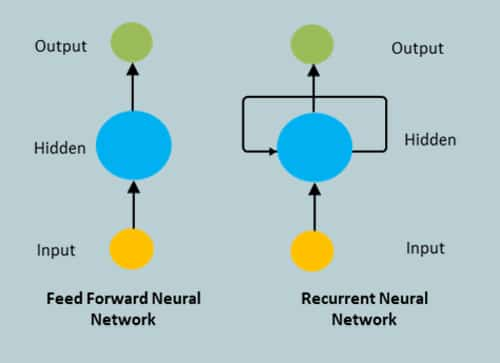 Output
Hidden
Input
Feed Forward Neural
Network
Output
Hidden
Input
Recurrent Neural
Network